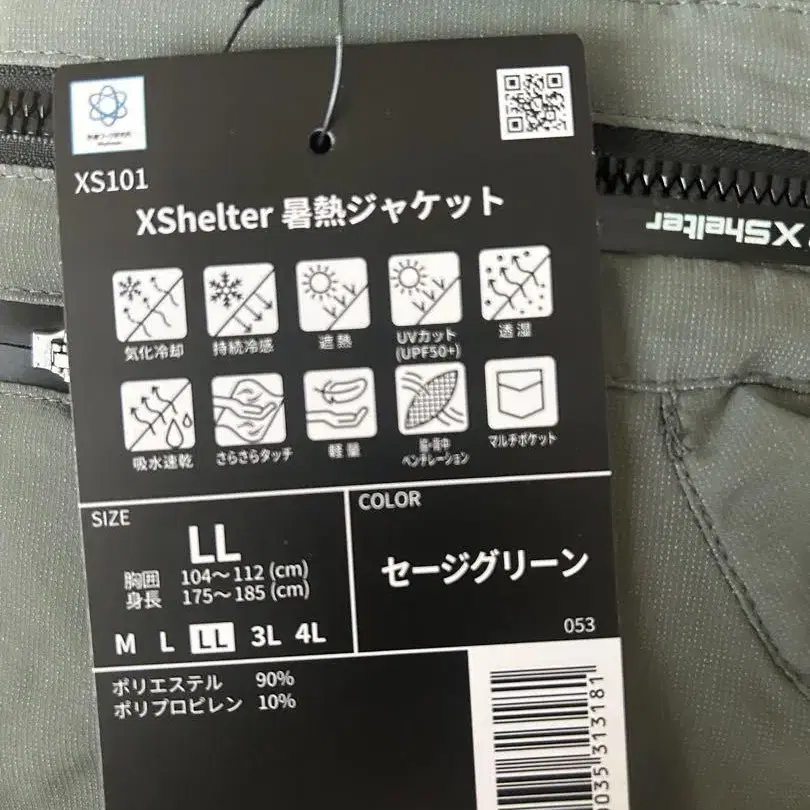 XS101
XShelter 暑熱ジャケット
気化冷却
持続冷感
遮熱
UVカット
(UPF50+)
透湿
吸水速乾
さらさらタッチ
軽量
ベンチレーション
マルチポケット
XShelter
SIZE
LL
胸囲 104～112 (cm)
身長 175～185 (cm)
M L LL 3L 4L
COLOR
セージグリーン
053
ポリエステル 90%
ポリプロピレン 10%
0035 313181